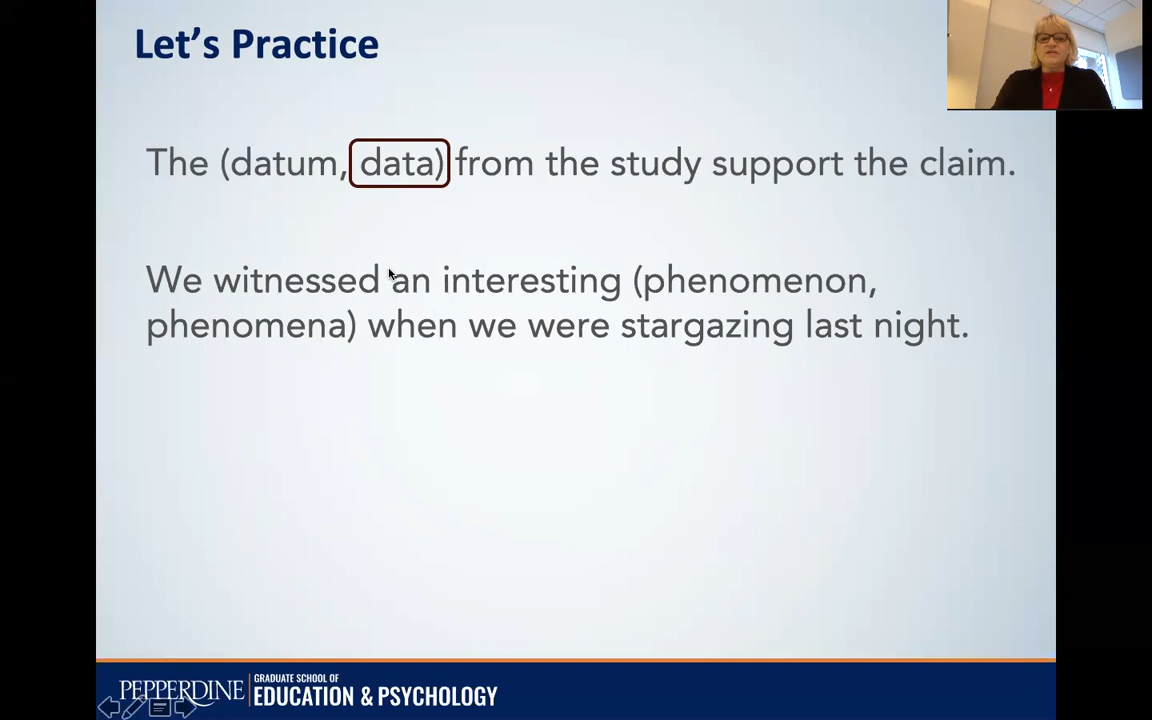 Let's Practice
The (datum, data) from the study support the claim.
We witnessed an interesting (phenomenon,
phenomena) when we were stargazing last night.
PEPPERDINE
GRADUATE SCHOOL OF
EDUCATION & PSYCHOLOGY